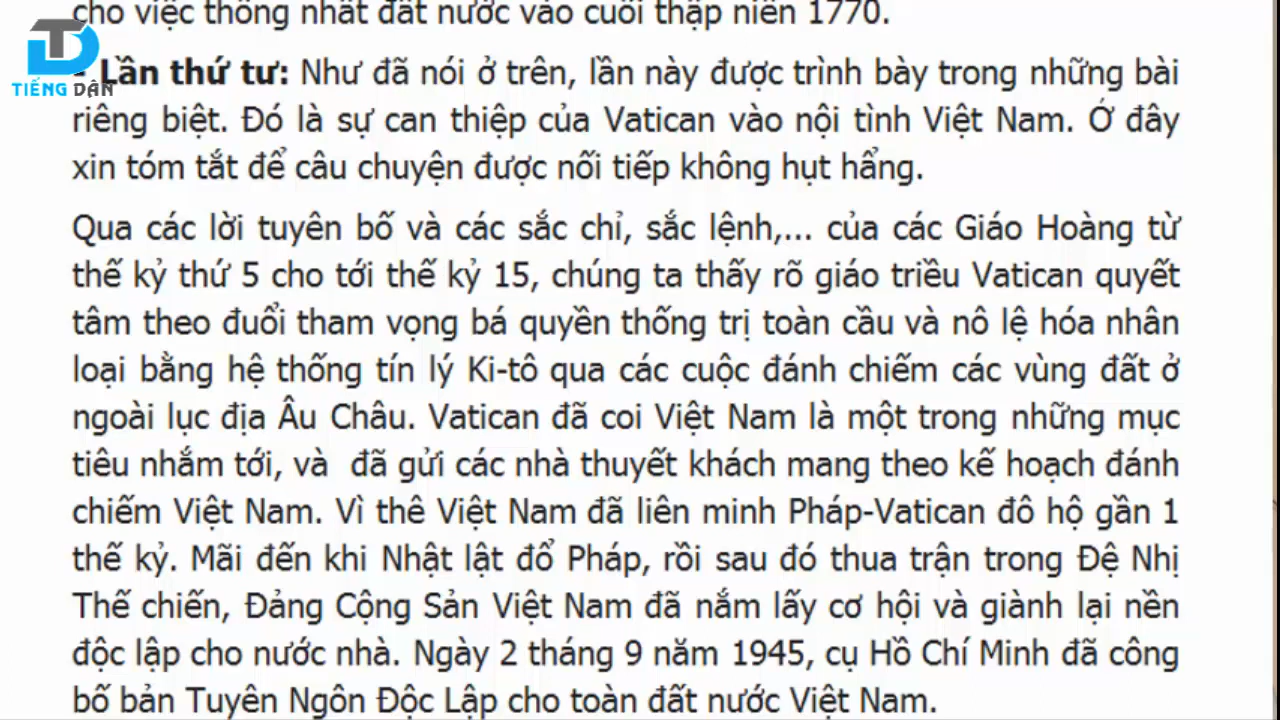 cho việc thống nhất đất nước vào cuối thập niên 1770.
TIẾNG DÂN
- Lần thứ tư: Như đã nói ở trên, lần này được trình bày trong những bài
riêng biệt. Đó là sự can thiệp của Vatican vào nội tình Việt Nam. Ở đây
xin tóm tắt để câu chuyện được nối tiếp không hụt hẩng.
Qua các lời tuyên bố và các sắc chỉ, sắc lệnh,... của các Giáo Hoàng từ
thế kỷ thứ 5 cho tới thế kỷ 15, chúng ta thấy rõ giáo triều Vatican quyết
tâm theo đuổi tham vọng bá quyền thống trị toàn cầu và nô lệ hóa nhân
loại bằng hệ thống tín lý Ki-tô qua các cuộc đánh chiếm các vùng đất ở
ngoài lục địa Âu Châu. Vatican đã coi Việt Nam là một trong những mục
tiêu nhắm tới, và  đã gửi các nhà thuyết khách mang theo kế hoạch đánh
chiếm Việt Nam. Vì thê Việt Nam đã liên minh Pháp-Vatican đô hộ gần 1
thế kỷ. Mãi đến khi Nhật lật đổ Pháp, rồi sau đó thua trận trong Đệ Nhị
Thế chiến, Đảng Cộng Sản Việt Nam đã nắm lấy cơ hội và giành lại nền
độc lập cho nước nhà. Ngày 2 tháng 9 năm 1945, cụ Hồ Chí Minh đã công
bố bản Tuyên Ngôn Độc Lập cho toàn đất nước Việt Nam.